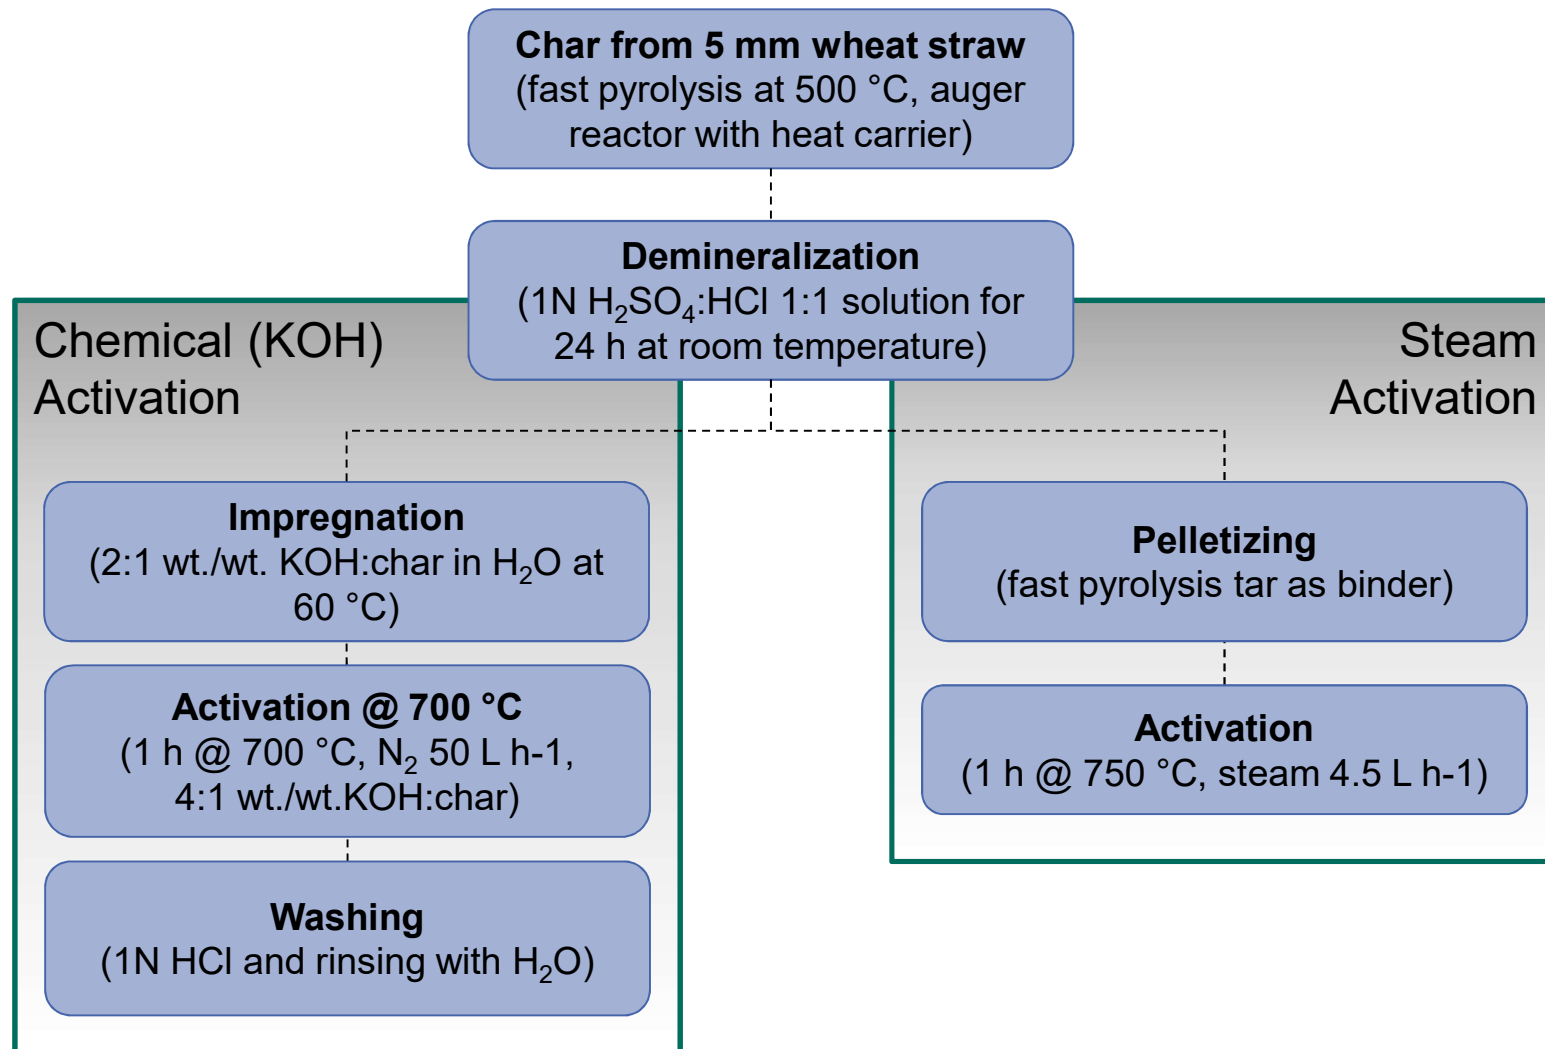 Char from 5 mm wheat straw
(fast pyrolysis at 500 °C, auger
reactor with heat carrier)
Demineralization
(1N H₂SO₄:HCl 1:1 solution for
24 h at room temperature)
Chemical (KOH)
Activation
Impregnation
(2:1 wt./wt. KOH:char in H₂O at
60 °C)
Activation @ 700 °C
(1 h @ 700 °C, N₂ 50 L h-1,
4:1 wt./wt.KOH:char)
Washing
(1N HCl and rinsing with H₂O)
Steam
Activation
Pelletizing
(fast pyrolysis tar as binder)
Activation
(1 h @ 750 °C, steam 4.5 L h-1)